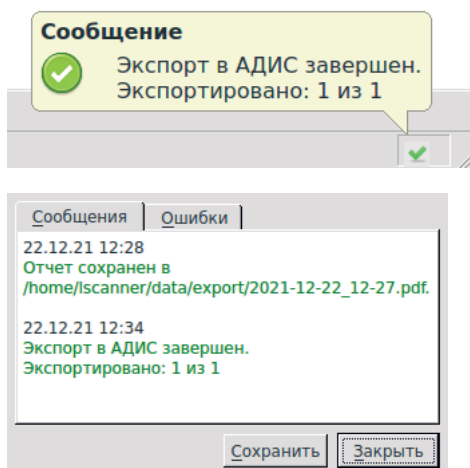 Сообщение
Экспорт в АДИС завершен.
Экспортировано: 1 из 1
Сообщения
Ошибки
22.12.21 12:28
Отчет сохранен в
/home/lscanner/data/export/2021-12-22_12-27.pdf.
22.12.21 12:34
Экспорт в АДИС завершен.
Экспортировано: 1 из 1
Сохранить
Закрыть